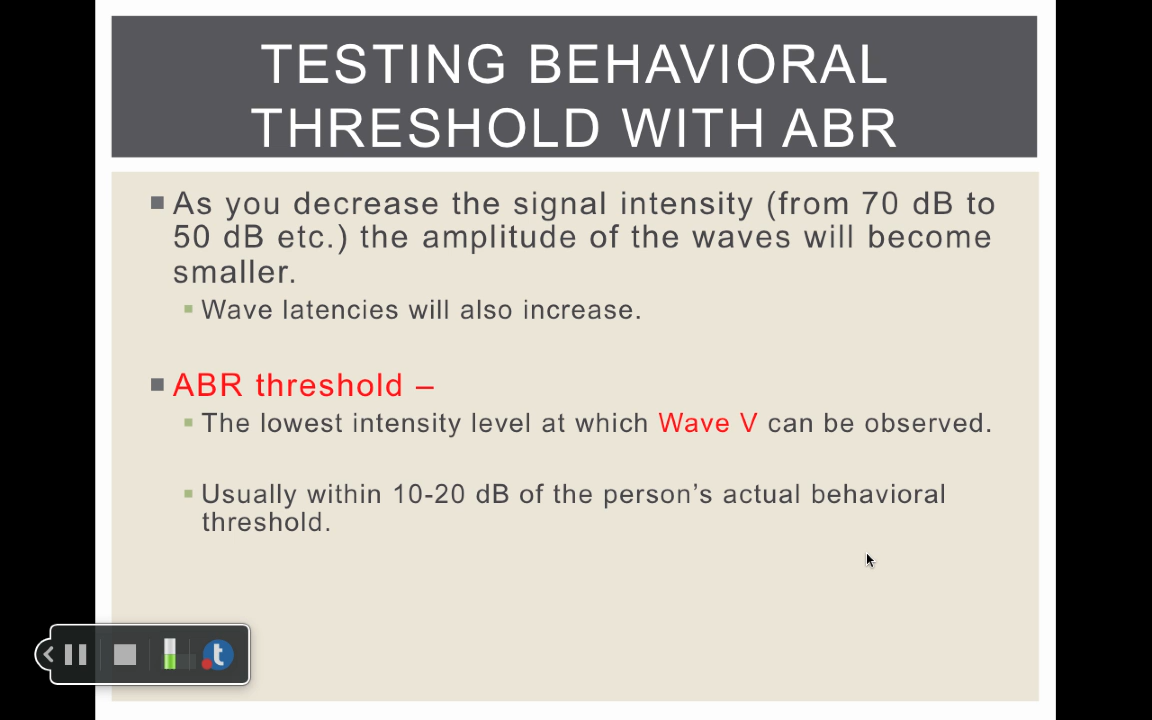 TESTING BEHAVIORAL
THRESHOLD WITH ABR
As you decrease the signal intensity (from 70 dB to
50 dB etc.) the amplitude of the waves will become
smaller.
Wave latencies will also increase.
ABR threshold –
The lowest intensity level at which Wave V can be observed.
Usually within 10-20 dB of the person’s actual behavioral
threshold.
t